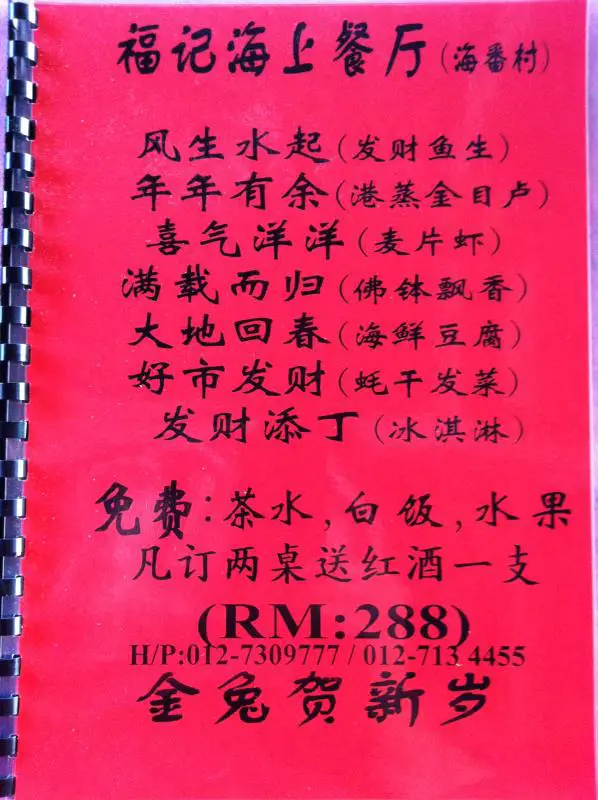 福记海上餐厅(海番村)
风生水起(发财鱼生)
年年有余(港蒸金目卢)
喜气洋洋(麦片虾)
满载而归(佛钵飘香)
大地回春(海鲜豆腐)
好市发财(蚝干发菜)
发财添丁(冰淇淋)
免费:茶水,白饭,水果
凡订两桌送红酒一支
(RM:288)
H/P:012-7309777 / 012-713 4455
金兔贺新岁